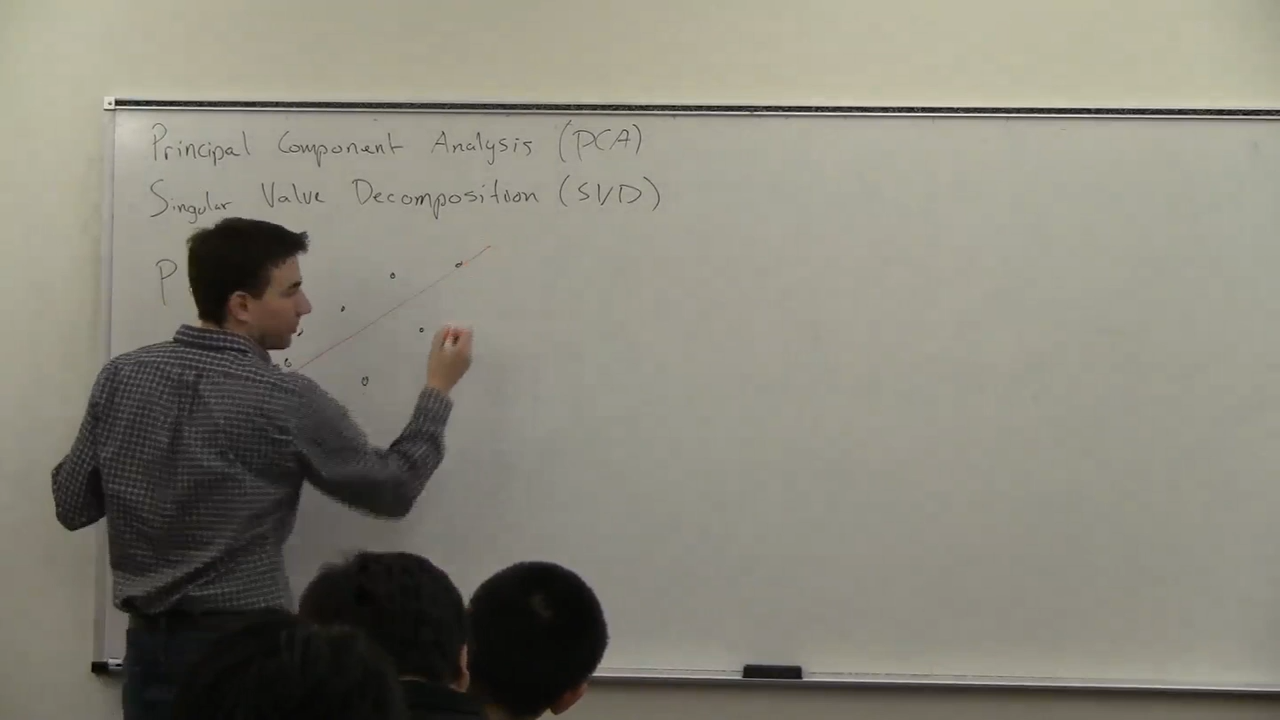 Principal Component Analysis (PCA)
Singular Value Decomposition (SVD)
P